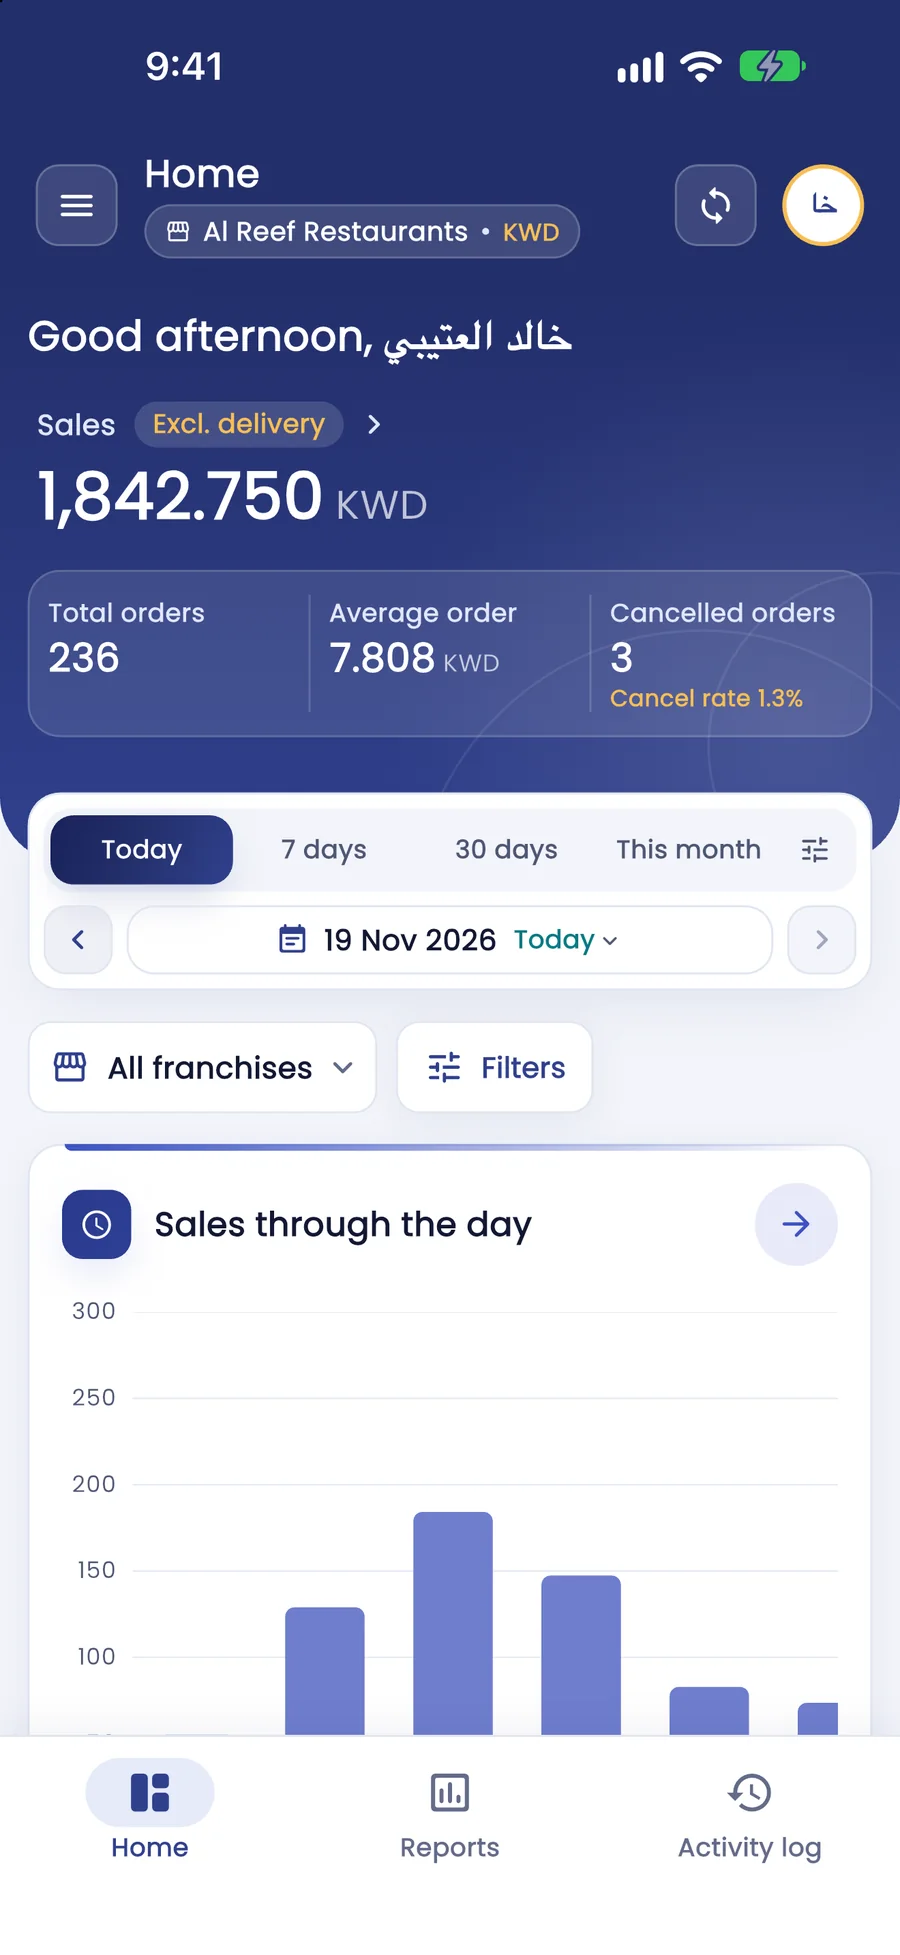 9:41
Home
Al Reef Restaurants • KWD
خا
Good afternoon, خالد العتيبي
Sales Excl. delivery
1,842.750 KWD
Total orders Average order Cancelled orders
236 7.808 KWD 3
Cancel rate 1.3%
Today 7 days 30 days This month
19 Nov 2026 Today
All franchises Filters
Sales through the day
300
250
200
150
100
Home Reports Activity log